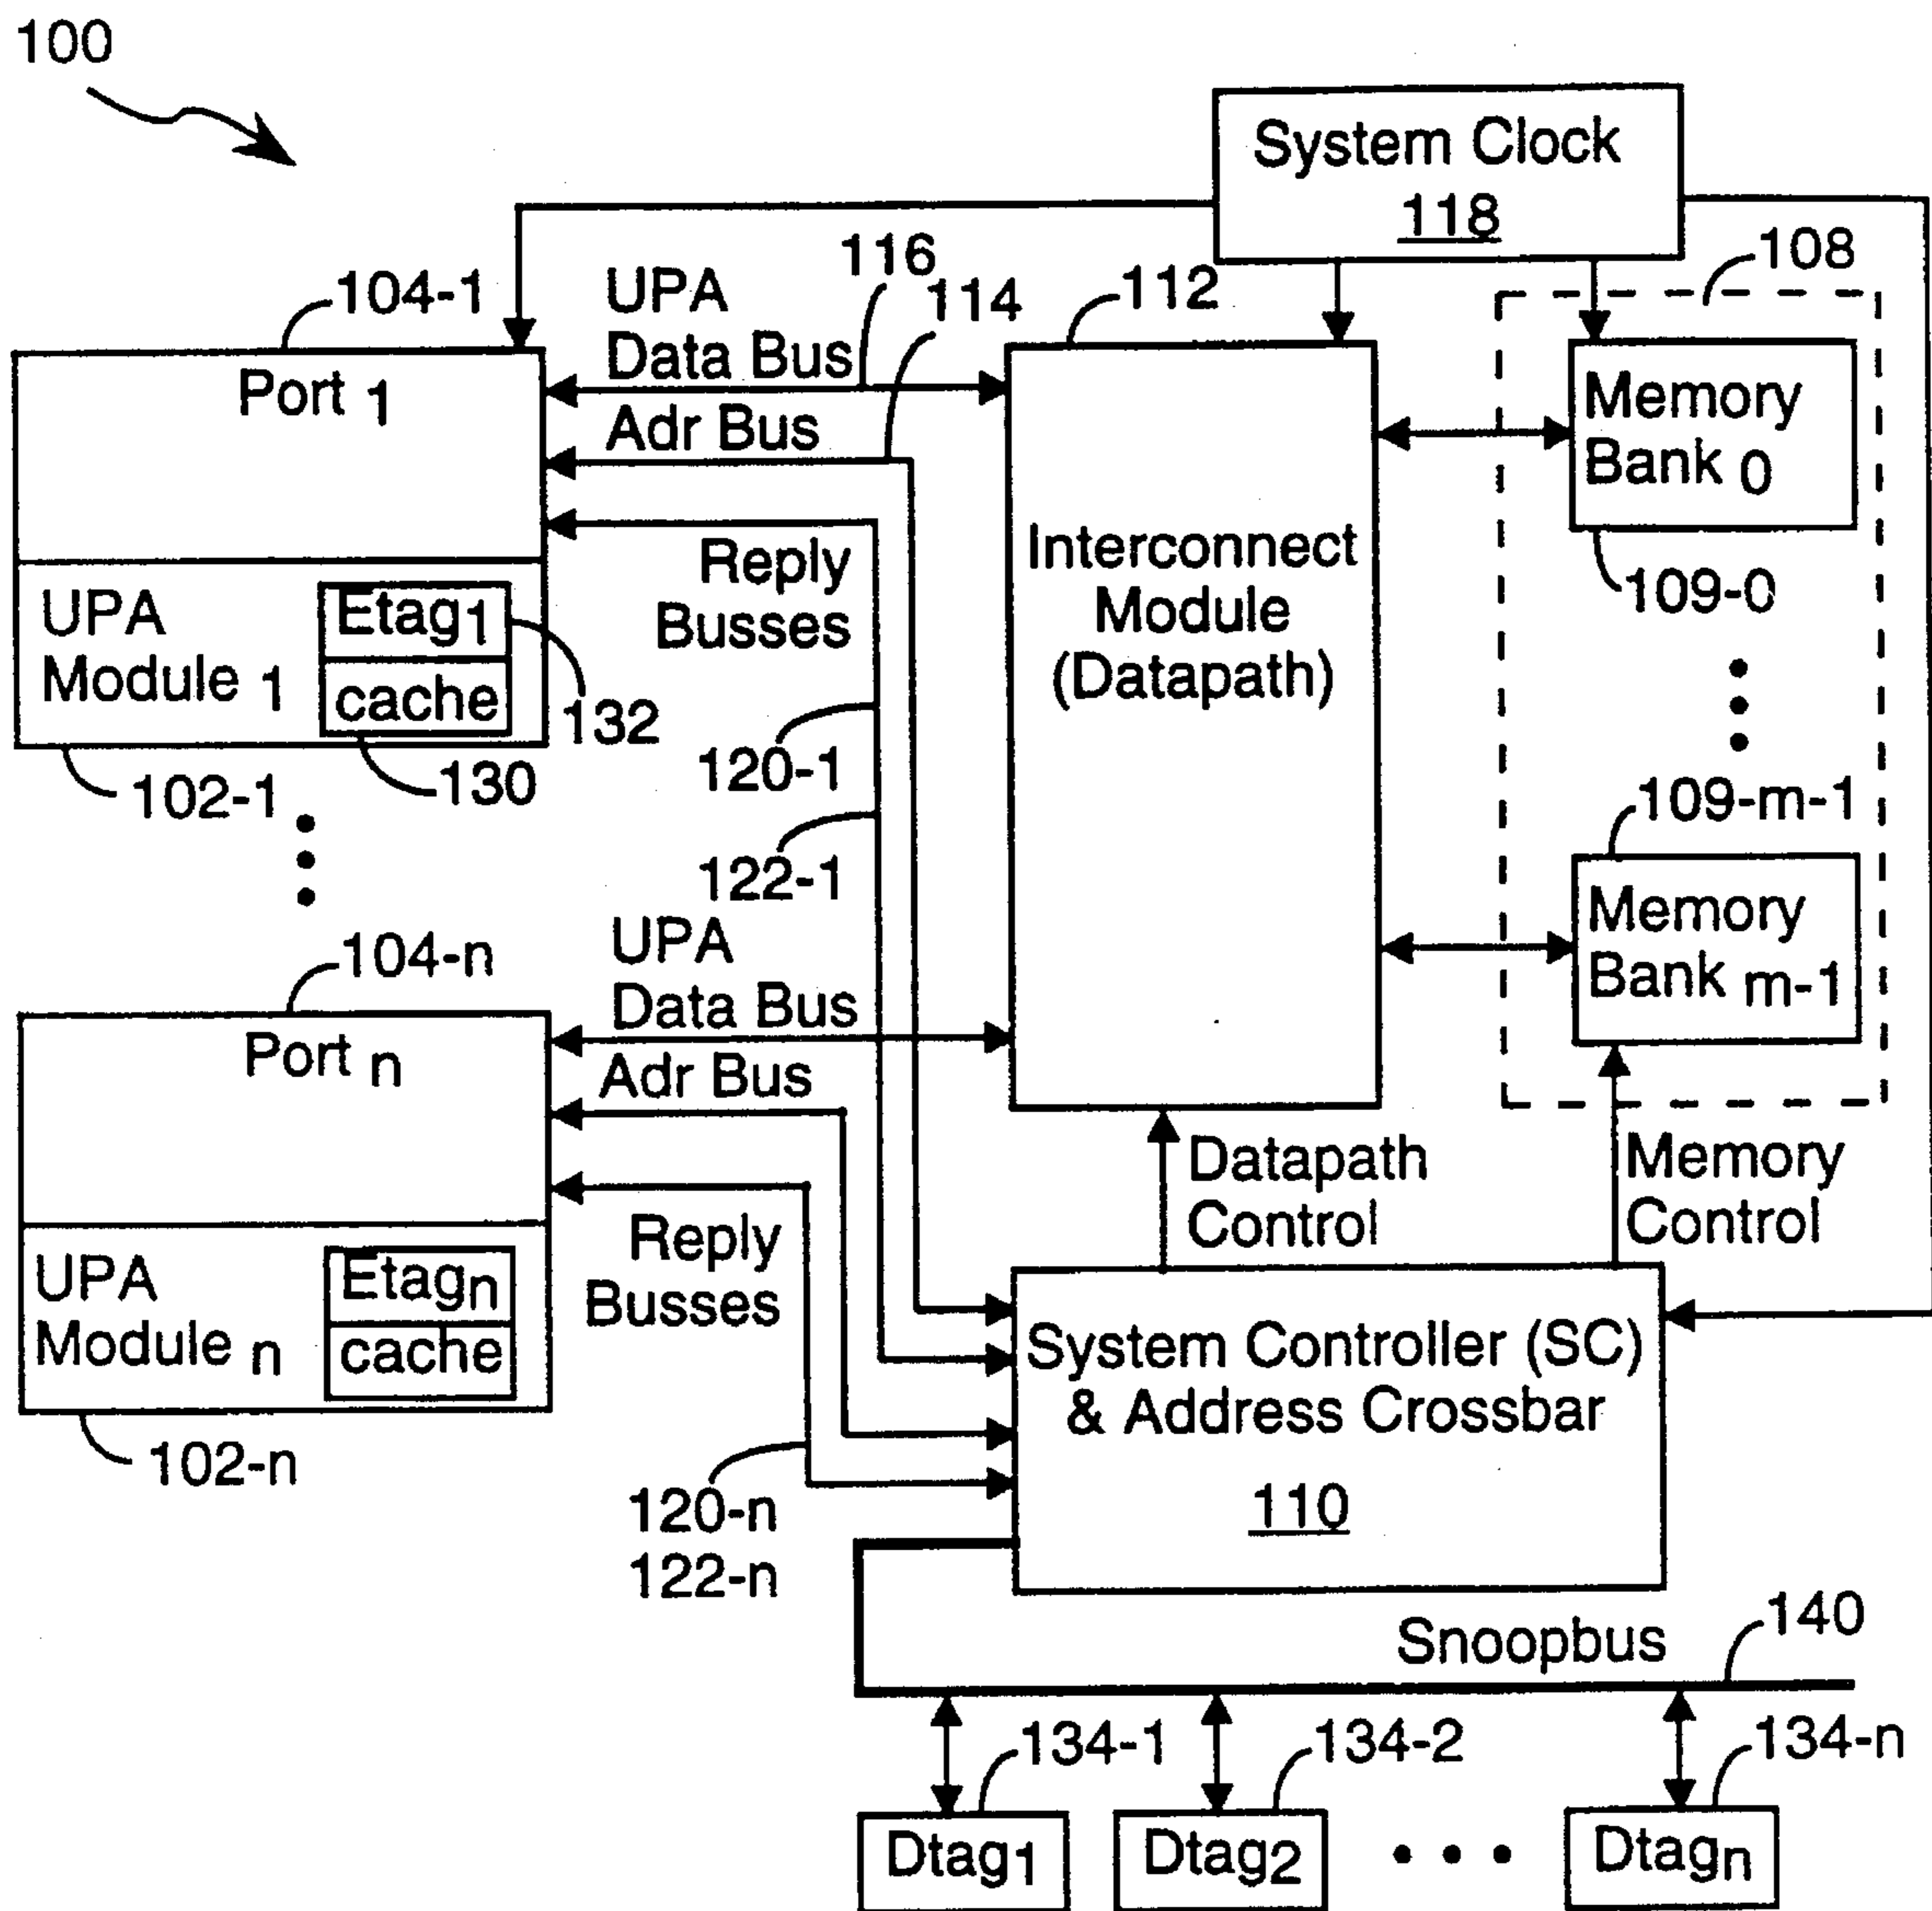 100
System Clock
118
108
116
114
112
104-1
UPA
Data Bus
Adr Bus
Port 1
Memory
Bank 0
109-0
Reply
Busses
Interconnect
Module
(Datapath)
UPA
Module 1
Etag1
cache
132
130
102-1
120-1
122-1
109-m-1
Memory
Bank m-1
104-n
UPA
Data Bus
Adr Bus
Port n
Datapath
Control
Memory
Control
Reply
Busses
UPA
Module n
Etagn
cache
102-n
System Controller (SC)
& Address Crossbar
110
120-n
122-n
Snoopbus
140
134-1
134-2
134-n
Dtag1
Dtag2
Dtagn